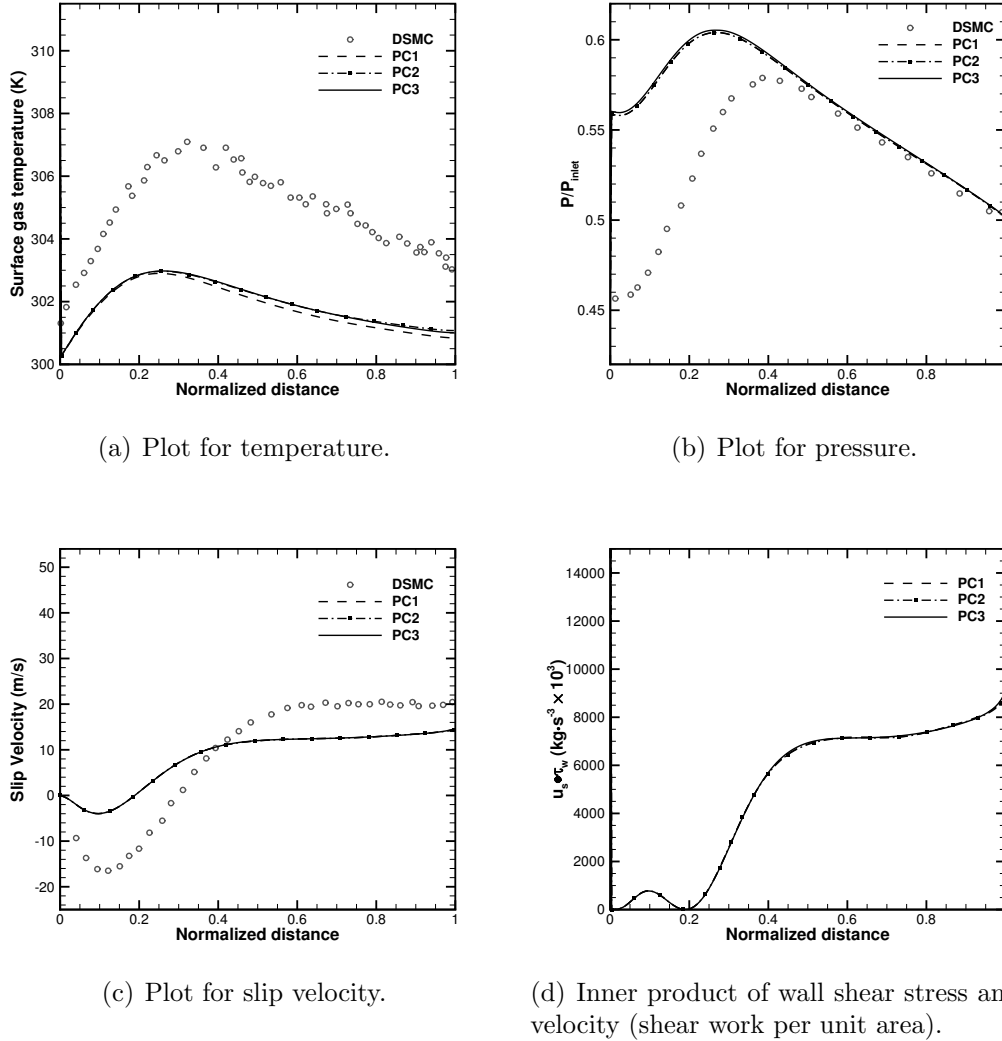 Surface gas temperature (K)
310
308
306
304
302
300
0 0.2 0.4 0.6 0.8 1
Normalized distance
DSMC
PC1
PC2
PC3
(a) Plot for temperature.
P/Pinlet
0.6
0.55
0.5
0.45
0 0.2 0.4 0.6 0.8
Normalized distance
DSMC
PC1
PC2
PC3
(b) Plot for pressure.
Slip Velocity (m/s)
50
40
30
20
10
0
-10
-20
0 0.2 0.4 0.6 0.8 1
Normalized distance
DSMC
PC1
PC2
PC3
(c) Plot for slip velocity.
u_s•τ_w (kg·s⁻³ × 10³)
14000
12000
10000
8000
6000
4000
2000
0
0 0.2 0.4 0.6 0.8
Normalized distance
PC1
PC2
PC3
(d) Inner product of wall shear stress an
velocity (shear work per unit area).